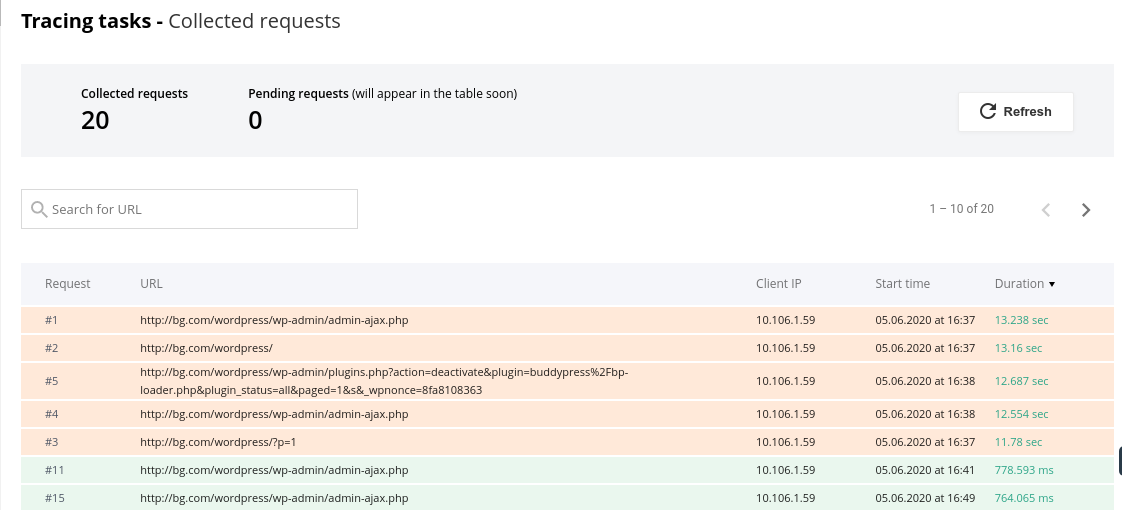 Tracing tasks - Collected requests
Collected requests
20
Pending requests (will appear in the table soon)
0
Refresh
Search for URL
1 – 10 of 20
Request URL Client IP Start time Duration
#1 http://bg.com/wordpress/wp-admin/admin-ajax.php 10.106.1.59 05.06.2020 at 16:37 13.238 sec
#2 http://bg.com/wordpress/ 10.106.1.59 05.06.2020 at 16:37 13.16 sec
#5 http://bg.com/wordpress/wp-admin/plugins.php?action=deactivate&plugin=buddypress%2Fbp-
loader.php&plugin_status=all&paged=1&s&_wpnonce=8fa8108363 10.106.1.59 05.06.2020 at 16:38 12.687 sec
#4 http://bg.com/wordpress/wp-admin/admin-ajax.php 10.106.1.59 05.06.2020 at 16:38 12.554 sec
#3 http://bg.com/wordpress/?p=1 10.106.1.59 05.06.2020 at 16:37 11.78 sec
#11 http://bg.com/wordpress/wp-admin/admin-ajax.php 10.106.1.59 05.06.2020 at 16:41 778.593 ms
#15 http://bg.com/wordpress/wp-admin/admin-ajax.php 10.106.1.59 05.06.2020 at 16:49 764.065 ms